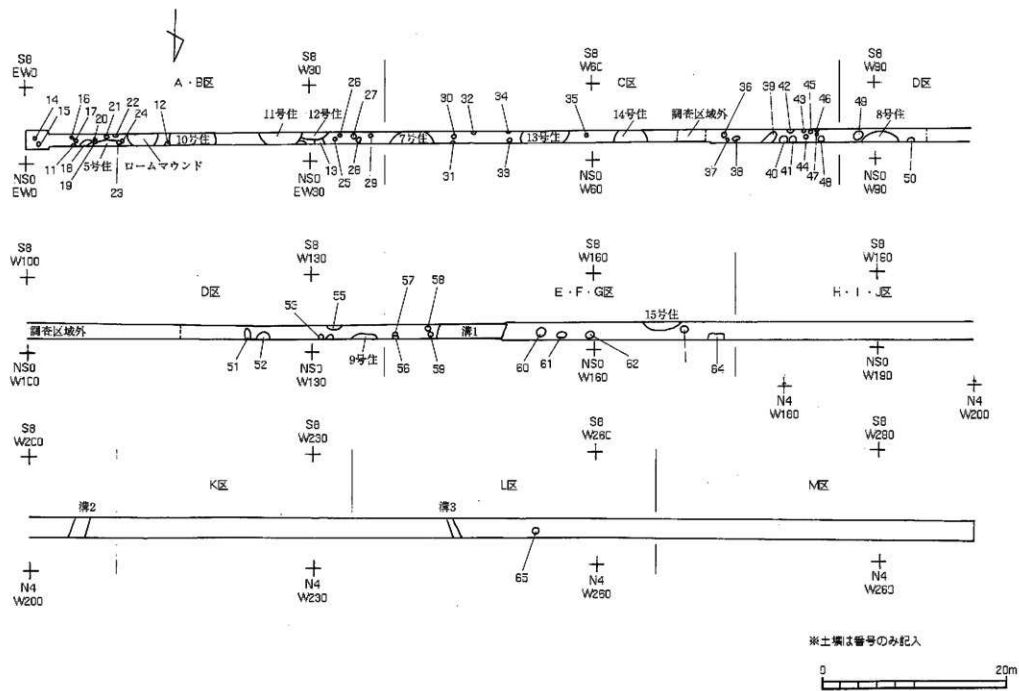 S8 EW0
S8 W30
S8 W60
S8 W90
A・B区
C区
D区
14
15
16
17
20
21
22
24
12
10号住
11号住
12号住
26
27
30
32
34
35
7号住
13号住
14号住
調査区域外
36
39
42
43
45
46
49
8号住
11
18
19
5号住
ロームマウンド
23
13
25
28
29
31
33
37
38
40
41
44
47
48
50
NS0 EW0
NS0 EW30
NS0 W60
NS0 W90
S8 W100
S8 W130
S8 W160
S8 W190
D区
E・F・G区
H・I・J区
調査区域外
53
55
57
58
溝1
15号住
51
52
9号住
56
59
60
61
62
64
NS0 W100
NS0 W130
NS0 W160
NS0 W190
N4 W180
N4 W200
S8 W200
S8 W230
S8 W260
S8 W290
K区
L区
M区
溝2
溝3
65
N4 W200
N4 W230
N4 W260
N4 W260
※土壙は番号のみ記入
0
20m